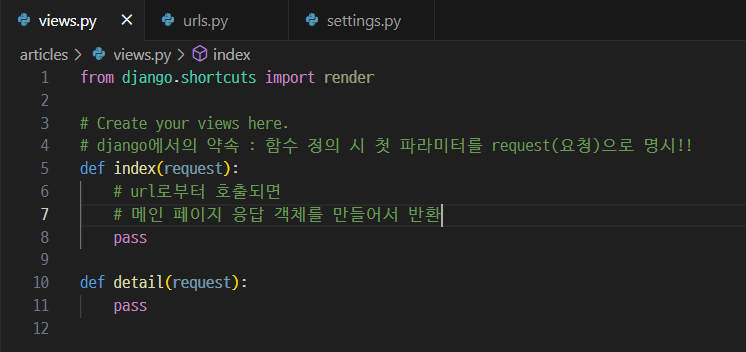 views.py × urls.py settings.py
articles > views.py > index
1 from django.shortcuts import render
2
3 # Create your views here.
4 # django에서의 약속 : 함수 정의 시 첫 파라미터를 request(요청)으로 명시!!
5 def index(request):
6     # url로부터 호출되면
7     # 메인 페이지 응답 객체를 만들어서 반환
8     pass
9
10 def detail(request):
11     pass
12